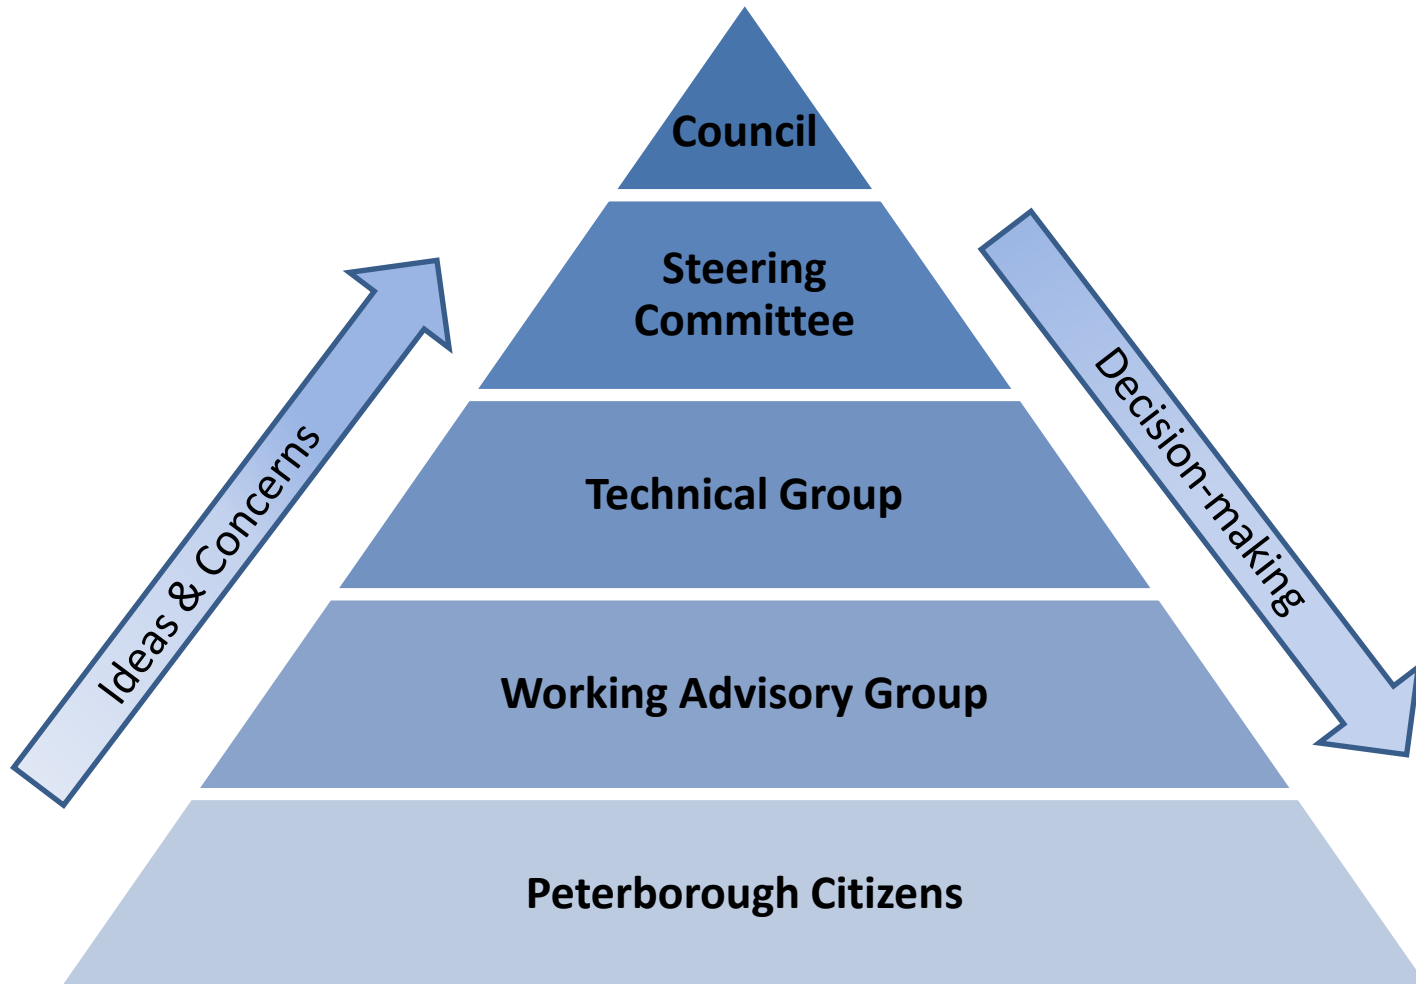 Council
Steering
Committee
Technical Group
Working Advisory Group
Peterborough Citizens
Ideas & Concerns
Decision-making